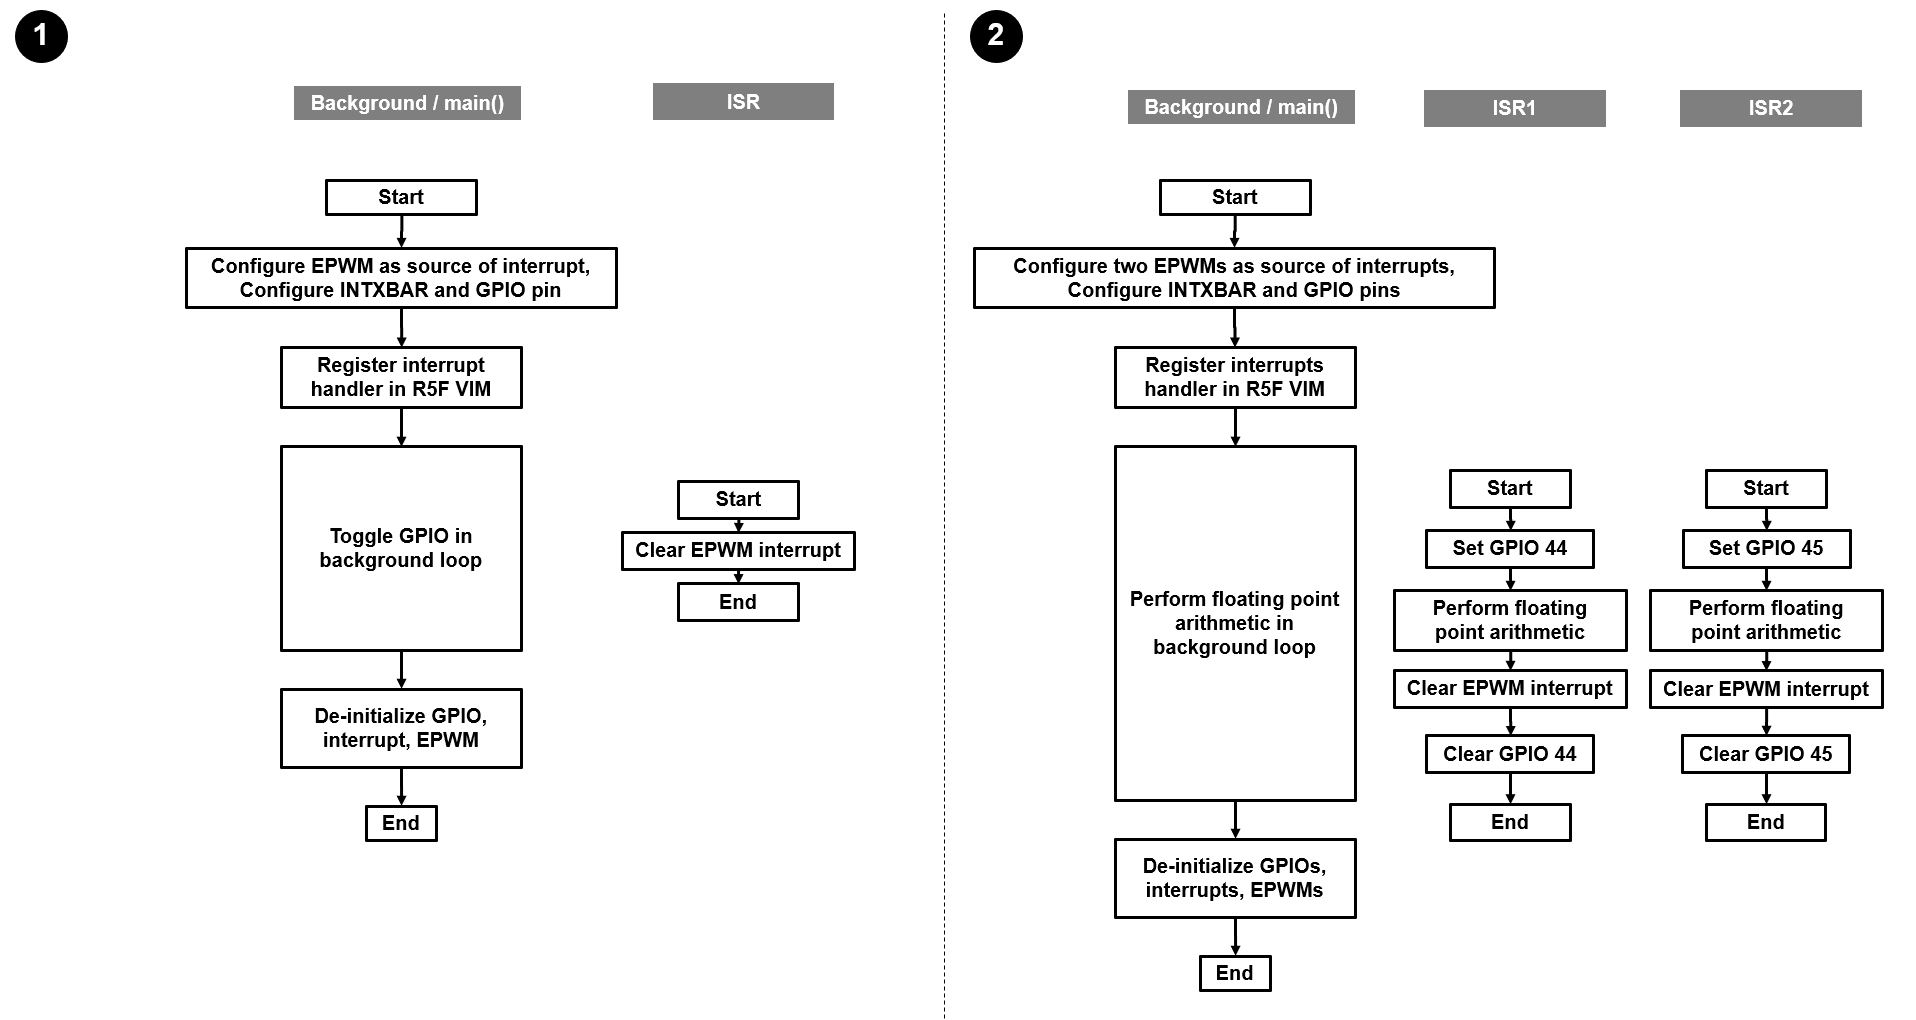 1
Background / main()
ISR
Start
Configure EPWM as source of interrupt,
Configure INTXBAR and GPIO pin
Register interrupt
handler in R5F VIM
Toggle GPIO in
background loop
De-initialize GPIO,
interrupt, EPWM
End
Start
Clear EPWM interrupt
End
2
Background / main()
ISR1
ISR2
Start
Configure two EPWMs as source of interrupts,
Configure INTXBAR and GPIO pins
Register interrupts
handler in R5F VIM
Perform floating point
arithmetic in
background loop
De-initialize GPIOs,
interrupts, EPWMs
End
Start
Set GPIO 44
Perform floating
point arithmetic
Clear EPWM interrupt
Clear GPIO 44
End
Start
Set GPIO 45
Perform floating
point arithmetic
Clear EPWM interrupt
Clear GPIO 45
End